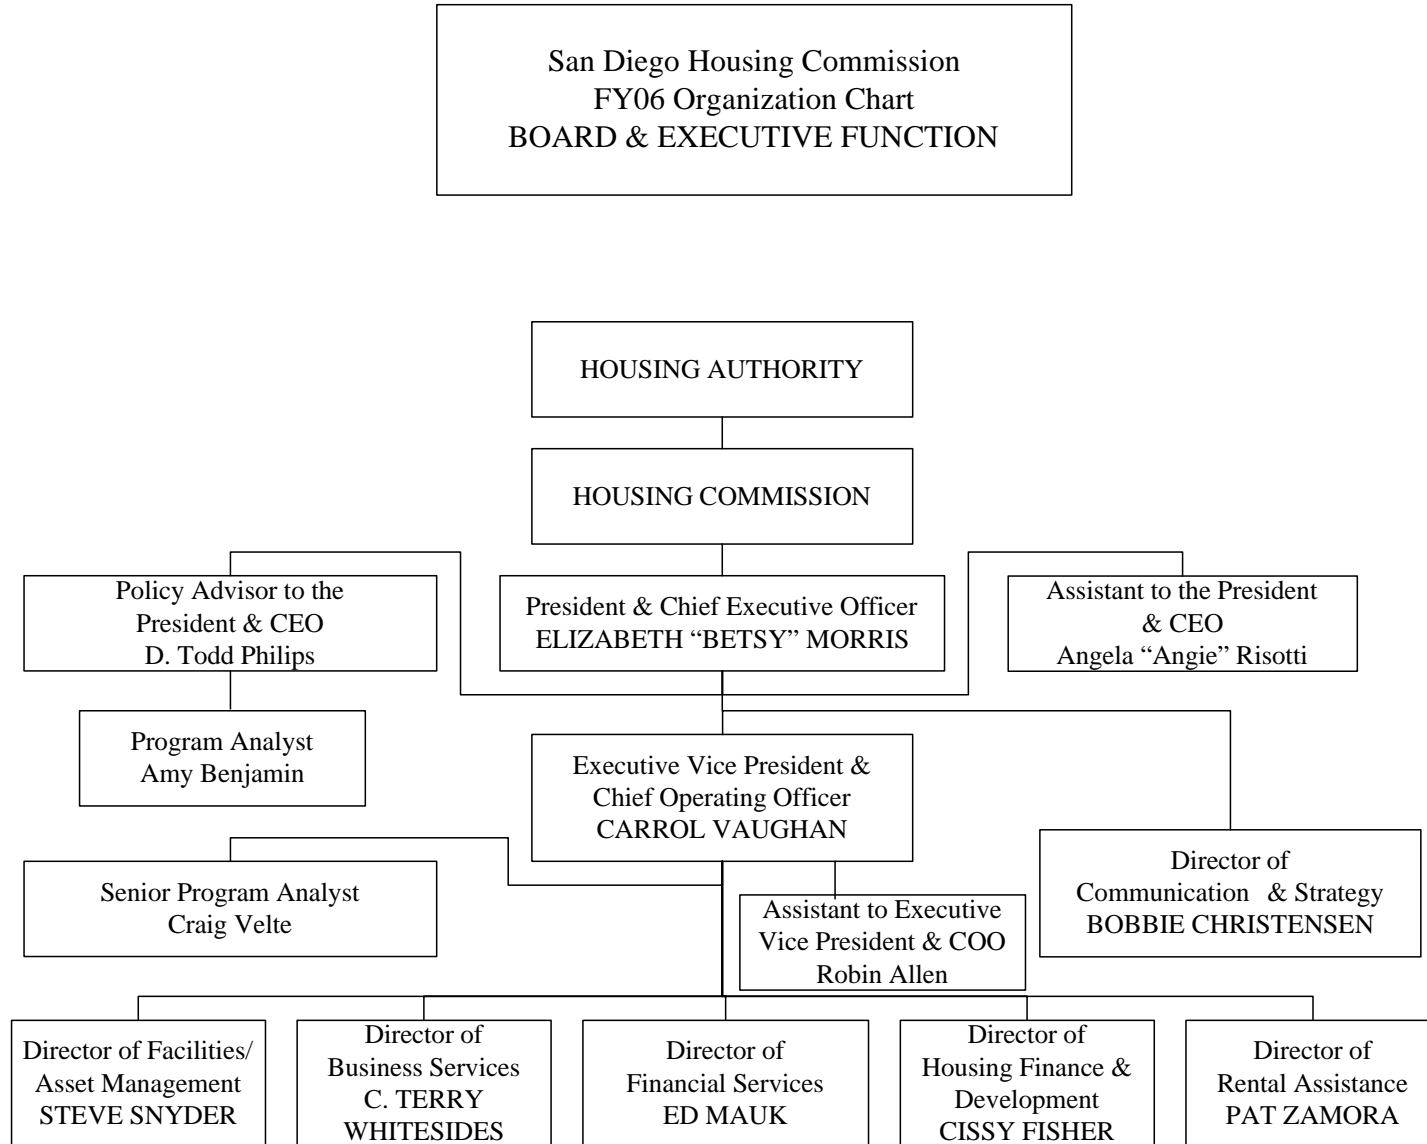 San Diego Housing Commission
FY06 Organization Chart
BOARD & EXECUTIVE FUNCTION
HOUSING AUTHORITY
HOUSING COMMISSION
Policy Advisor to the
President & CEO
D. Todd Philips
President & Chief Executive Officer
ELIZABETH “BETSY” MORRIS
Assistant to the President
& CEO
Angela “Angie” Risotti
Program Analyst
Amy Benjamin
Executive Vice President &
Chief Operating Officer
CARROL VAUGHAN
Senior Program Analyst
Craig Velte
Assistant to Executive
Vice President & COO
Robin Allen
Director of
Communication & Strategy
BOBBIE CHRISTENSEN
Director of Facilities/
Asset Management
STEVE SNYDER
Director of
Business Services
C. TERRY
WHITESIDES
Director of
Financial Services
ED MAUK
Director of
Housing Finance &
Development
CISSY FISHER
Director of
Rental Assistance
PAT ZAMORA